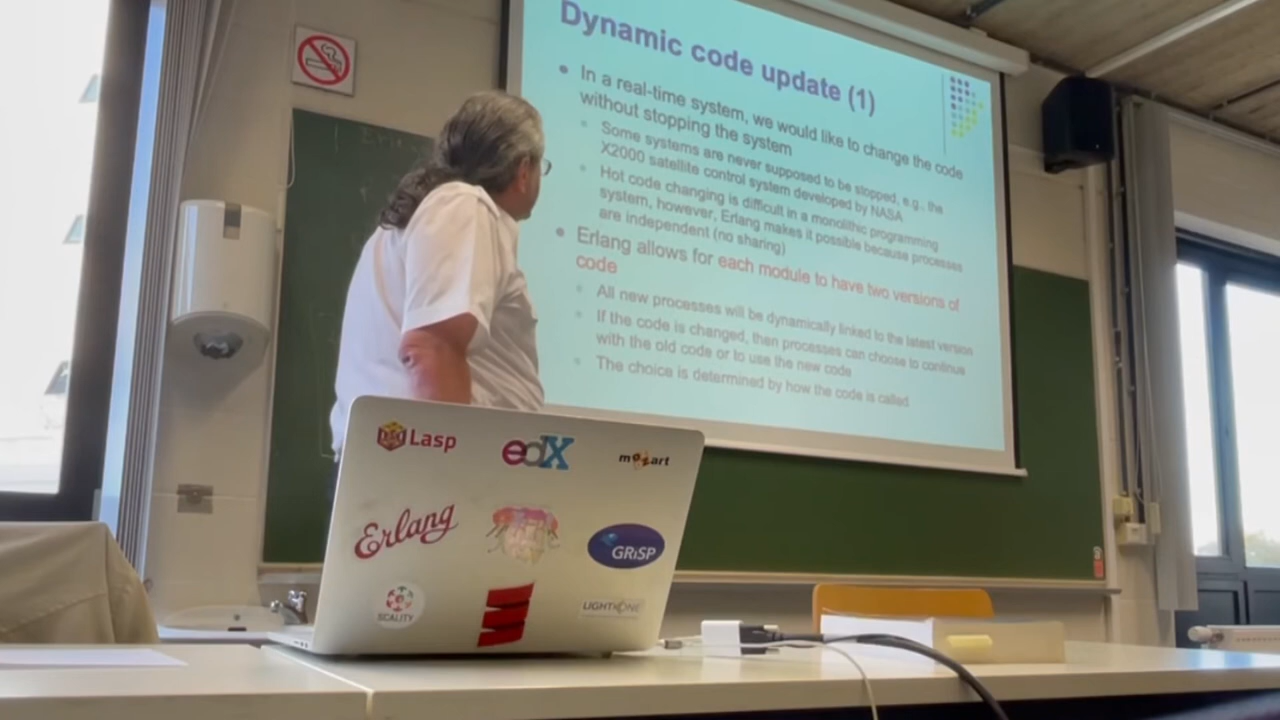 Dynamic code update (1)
In a real-time system, we would like to change the code
without stopping the system
Some systems are never supposed to be stopped, e.g., the
X2000 satellite control system developed by NASA
Hot code changing is difficult in a monolithic programming
system, however, Erlang makes it possible because processes
are independent (no sharing)
Erlang allows for each module to have two versions of
code
All new processes will be dynamically linked to the latest version
If the code is changed, then processes can choose to continue
with the old code or to use the new code
The choice is determined by how the code is called
Lasp
edX
mozart
Erlang
GRiSP
SCALITY
LIGHTKONE